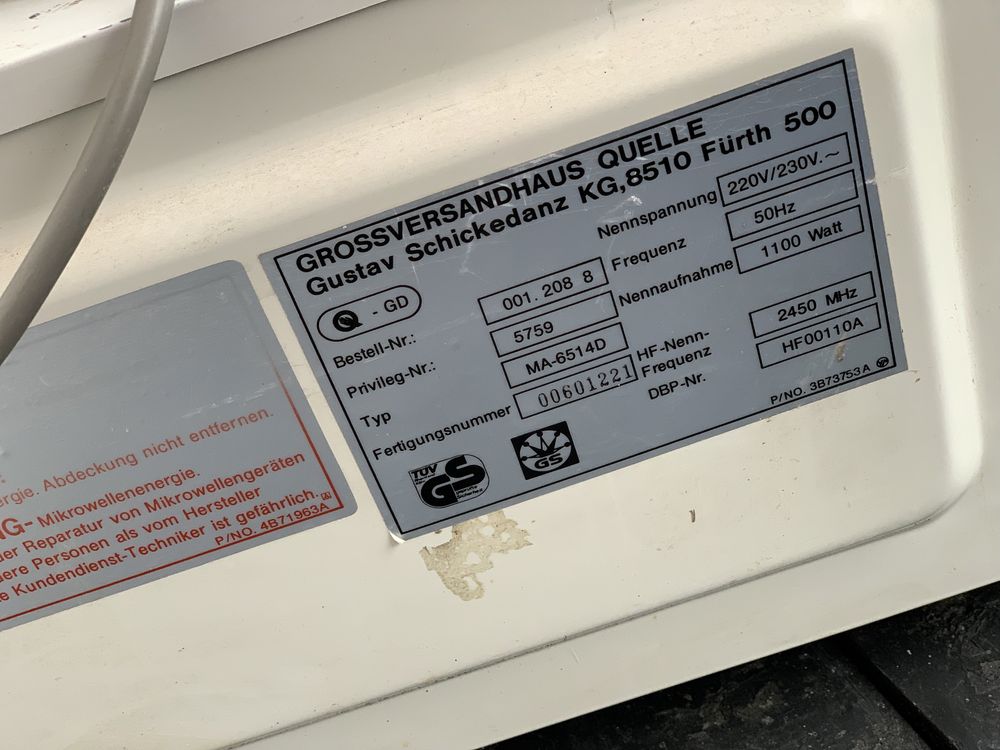 GROSSVERSANDHAUS QUELLE
Gustav Schickedanz KG,8510 Fürth 500
Q - GD
Nennspannung 220V/230V.~
Bestell-Nr.: 001. 208 8 Frequenz 50Hz
Privileg-Nr.: 5759 Nennaufnahme 1100 Watt
Typ MA-6514D HF-Nenn-
Frequenz 2450 MHz
Fertigungsnummer 00601221 DBP-Nr. HF00110A
TÜV GS GS
P/NO. 3B73753A
ergie. Abdeckung nicht entfernen.
NG- Mikrowellenenergie.
der Reparatur von Mikrowellengeräten
dere Personen als vom Hersteller
e Kundendienst-Techniker ist gefährlich.
P/NO. 4B71963A